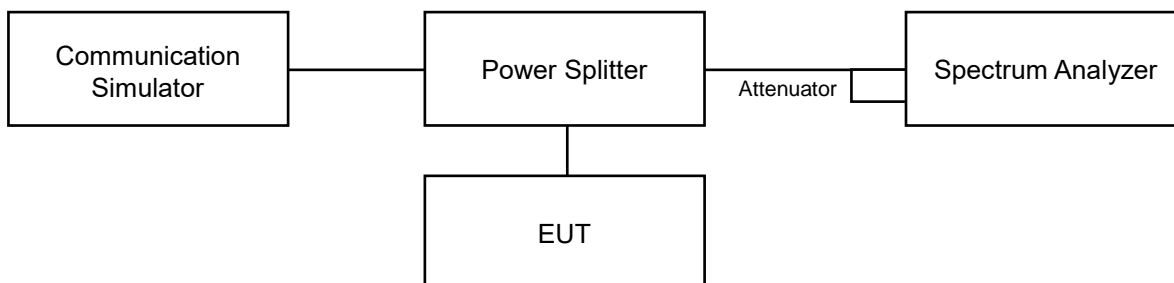 Communication
Simulator
Power Splitter
Attenuator
Spectrum Analyzer
EUT